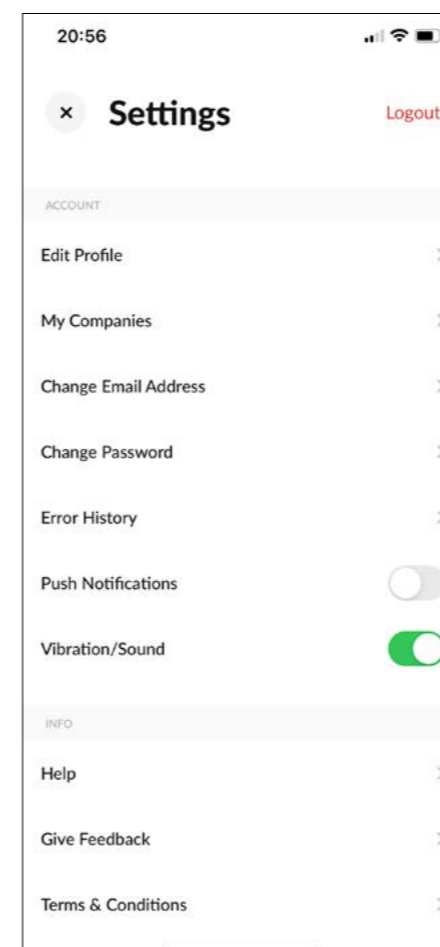 20:56
Settings
Logout
ACCOUNT
Edit Profile
My Companies
Change Email Address
Change Password
Error History
Push Notifications
Vibration/Sound
INFO
Help
Give Feedback
Terms & Conditions